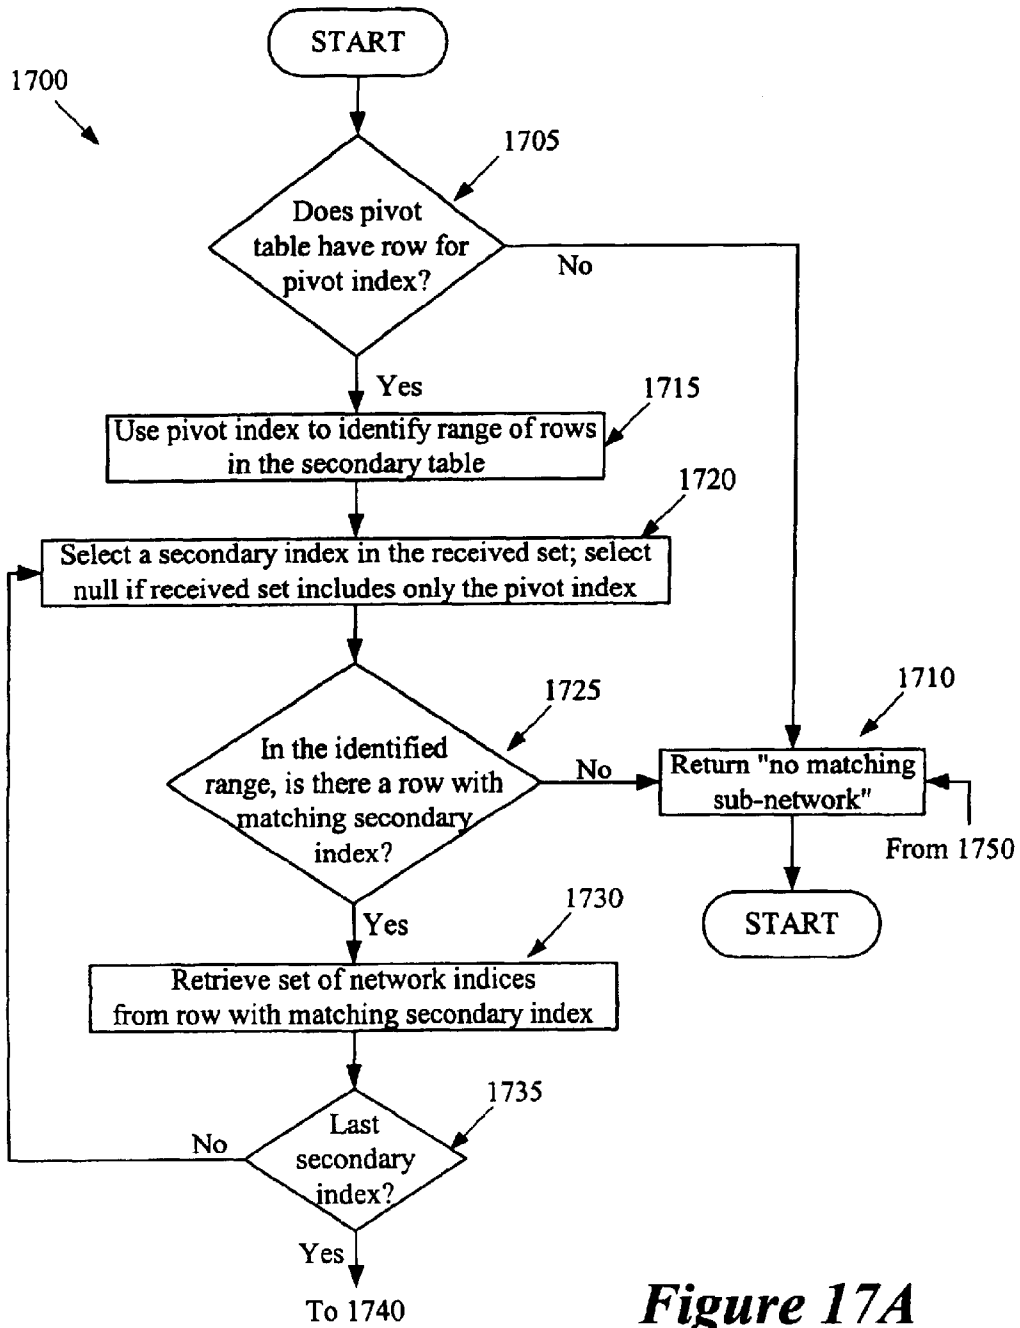 START
1700
1705
Does pivot
table have row for
pivot index?
No
Yes
1715
Use pivot index to identify range of rows
in the secondary table
1720
Select a secondary index in the received set; select
null if received set includes only the pivot index
1725
In the identified
range, is there a row with
matching secondary
index?
No
1710
Return "no matching
sub-network"
From 1750
START
Yes
1730
Retrieve set of network indices
from row with matching secondary index
1735
Last
secondary
index?
No
Yes
To 1740
Figure 17A